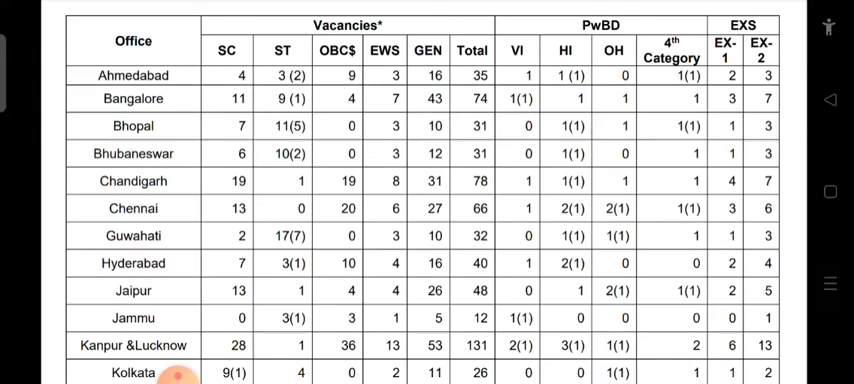 Office Vacancies* PwBD EXS
SC ST OBC$ EWS GEN Total VI HI OH 4th Category EX-1 EX-2
Ahmedabad 4 3 (2) 9 3 16 35 1 1 (1) 0 1(1) 2 3
Bangalore 11 9 (1) 4 7 43 74 1(1) 1 1 1 3 7
Bhopal 7 11(5) 0 3 10 31 0 1(1) 1 1(1) 1 3
Bhubaneswar 6 10(2) 0 3 12 31 0 1(1) 0 1 1 3
Chandigarh 19 1 19 8 31 78 1 1(1) 1 1 4 7
Chennai 13 0 20 6 27 66 1 2(1) 2(1) 1(1) 3 6
Guwahati 2 17(7) 0 3 10 32 0 1(1) 1(1) 1 1 3
Hyderabad 7 3(1) 10 4 16 40 1 2(1) 0 0 2 4
Jaipur 13 1 4 4 26 48 0 1 2(1) 1(1) 2 5
Jammu 0 3(1) 3 1 5 12 1(1) 0 0 0 0 1
Kanpur &Lucknow 28 1 36 13 53 131 2(1) 3(1) 1(1) 2 6 13
Kolkata 9(1) 4 0 2 11 26 0 0 1(1) 1 1 2